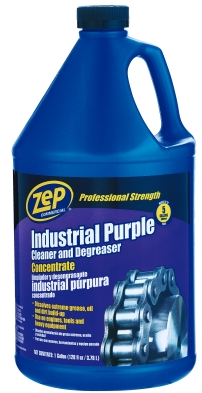 Professional Strength
ZEP
COMMERCIAL
Industrial Purple
Cleaner and Degreaser
Concentrate
limpiador y desengrasante
industrial púrpura
concentrado
• Dissolves extreme grease, oil
and dirt build-up
• Use on engines, tools and
heavy equipment
NET CONTENTS: 1 Gallon (128 fl oz / 3.78 L)